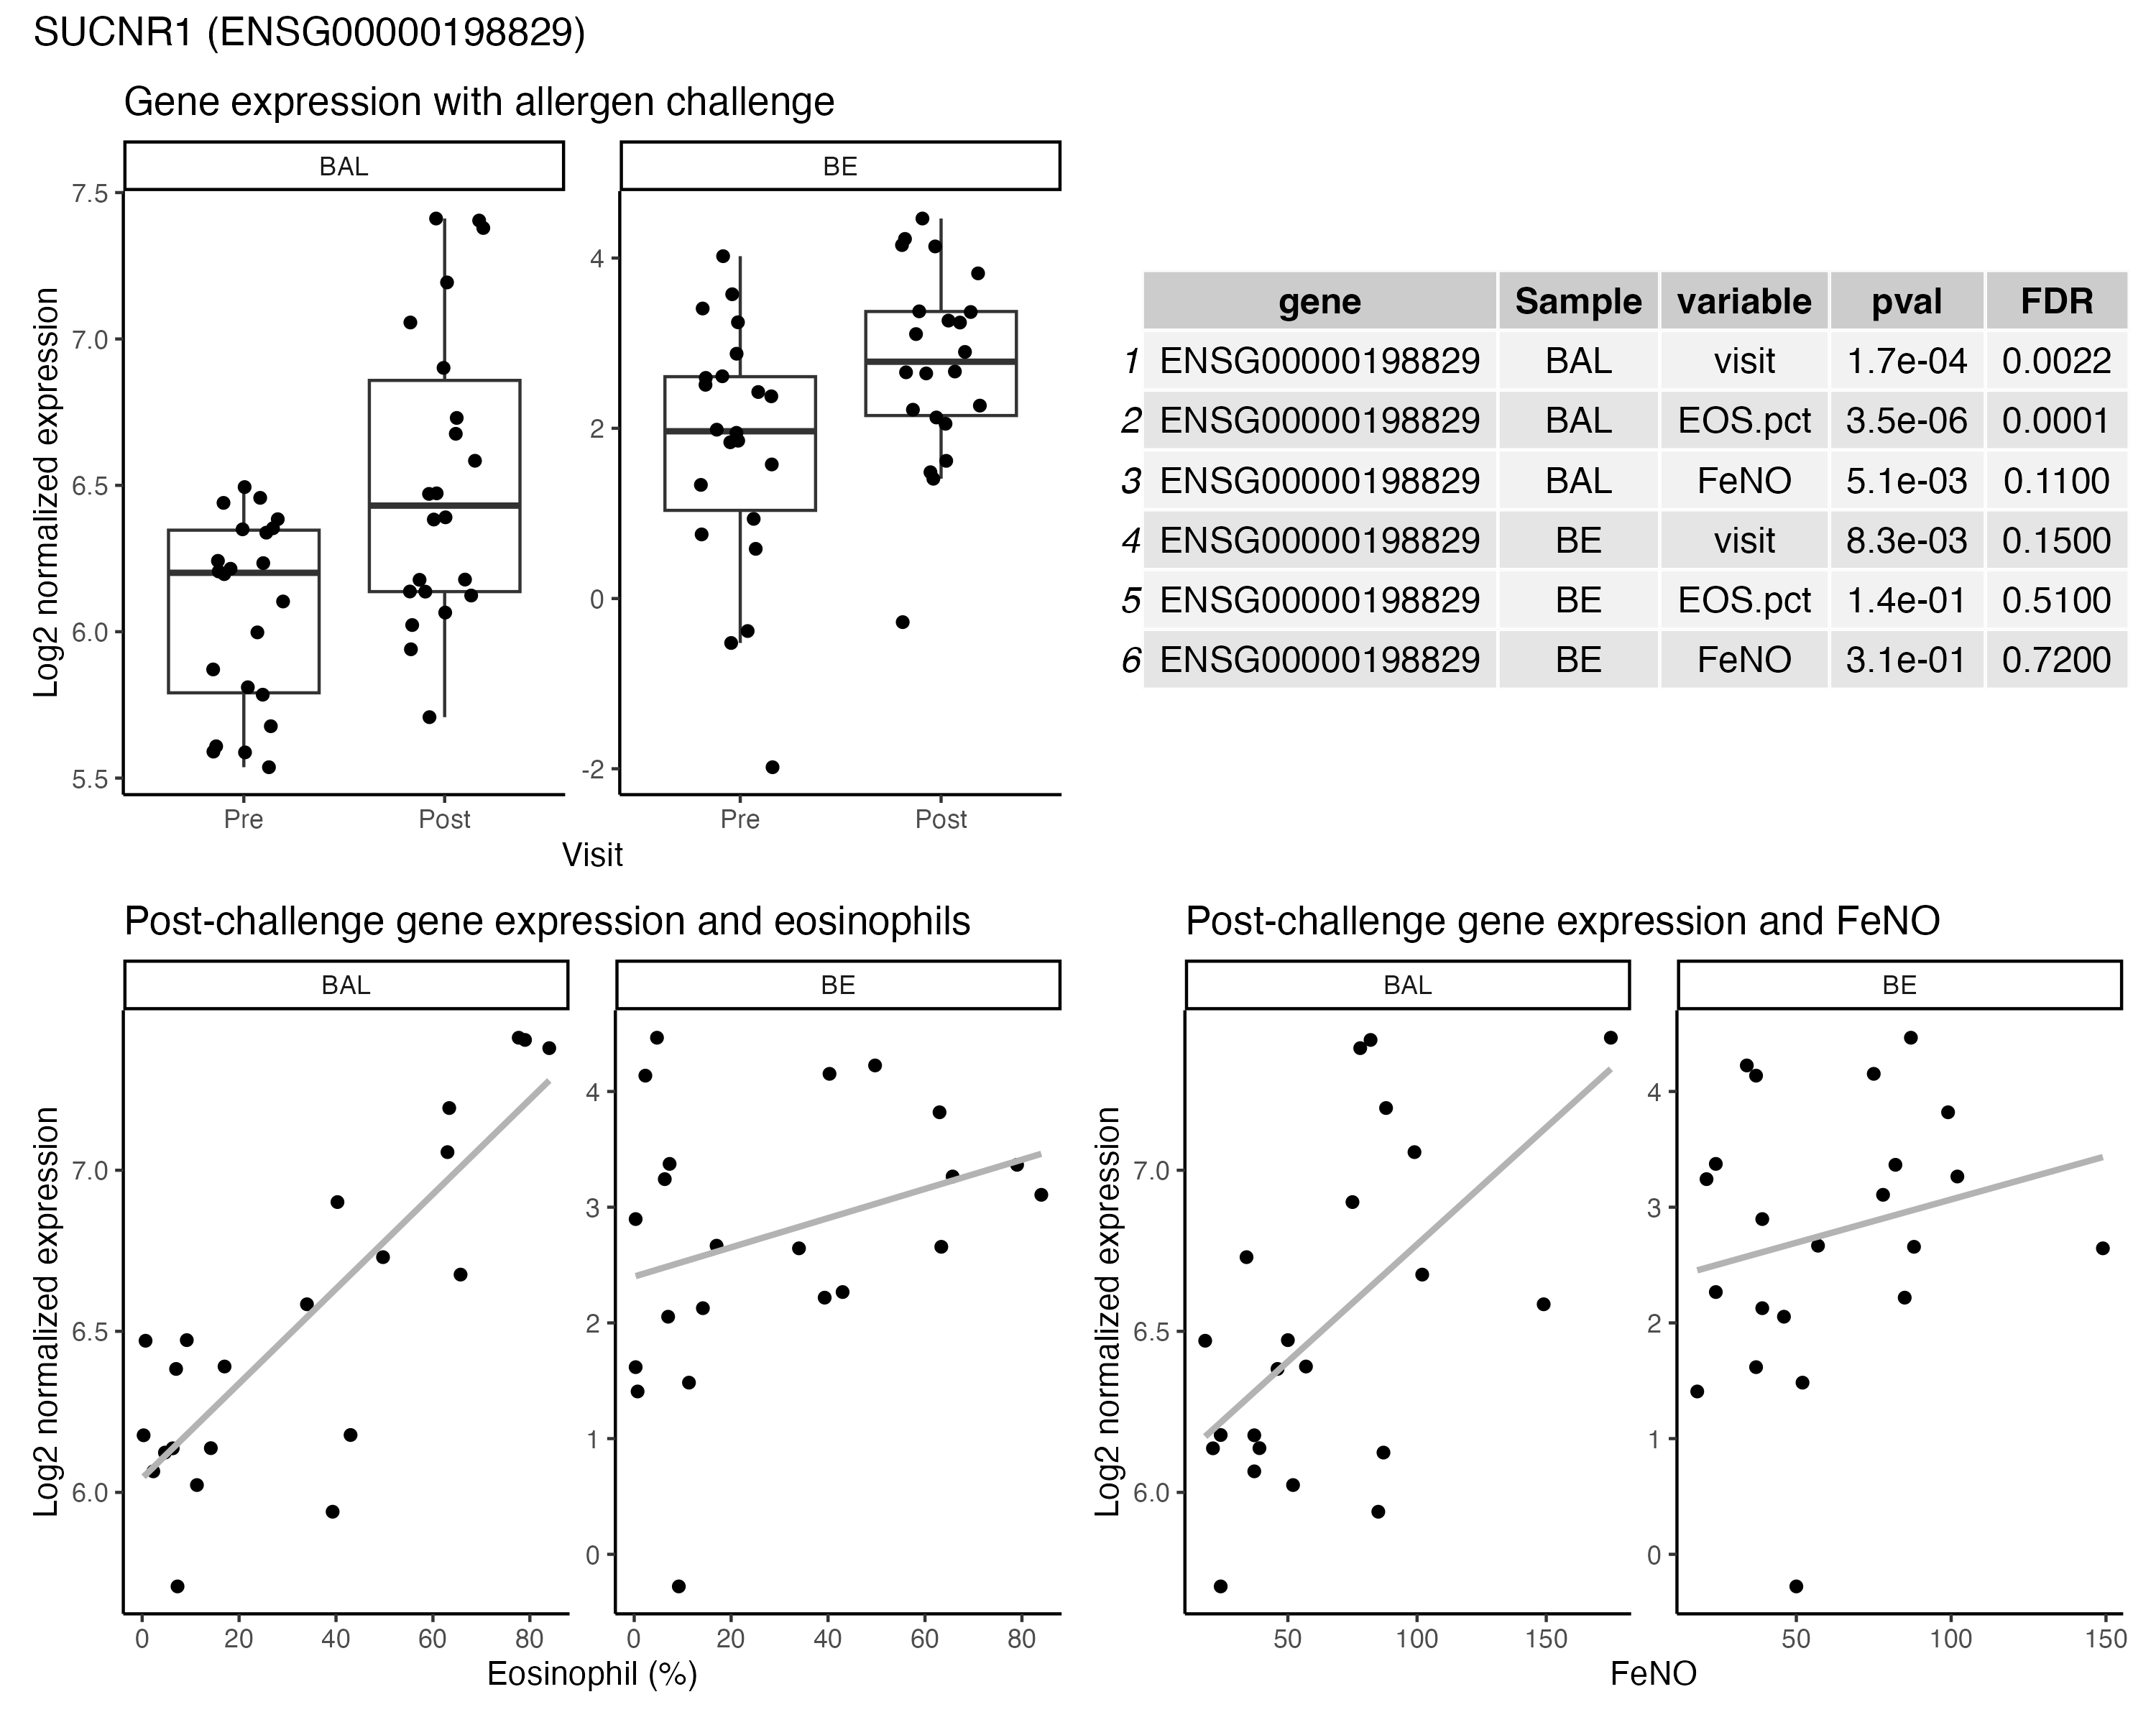 SUCNR1 (ENSG00000198829)
Gene expression with allergen challenge
BAL
BE
Log2 normalized expression
7.5
7.0
6.5
6.0
5.5
4
2
0
-2
Pre
Post
Pre
Post
Visit
gene Sample variable pval FDR
1 ENSG00000198829 BAL visit 1.7e-04 0.0022
2 ENSG00000198829 BAL EOS.pct 3.5e-06 0.0001
3 ENSG00000198829 BAL FeNO 5.1e-03 0.1100
4 ENSG00000198829 BE visit 8.3e-03 0.1500
5 ENSG00000198829 BE EOS.pct 1.4e-01 0.5100
6 ENSG00000198829 BE FeNO 3.1e-01 0.7200
Post-challenge gene expression and eosinophils
BAL
BE
Log2 normalized expression
7.0
6.5
6.0
4
3
2
1
0
0 20 40 60 80
0 20 40 60 80
Eosinophil (%)
Post-challenge gene expression and FeNO
BAL
BE
Log2 normalized expression
7.0
6.5
6.0
4
3
2
1
0
50 100 150
50 100 150
FeNO